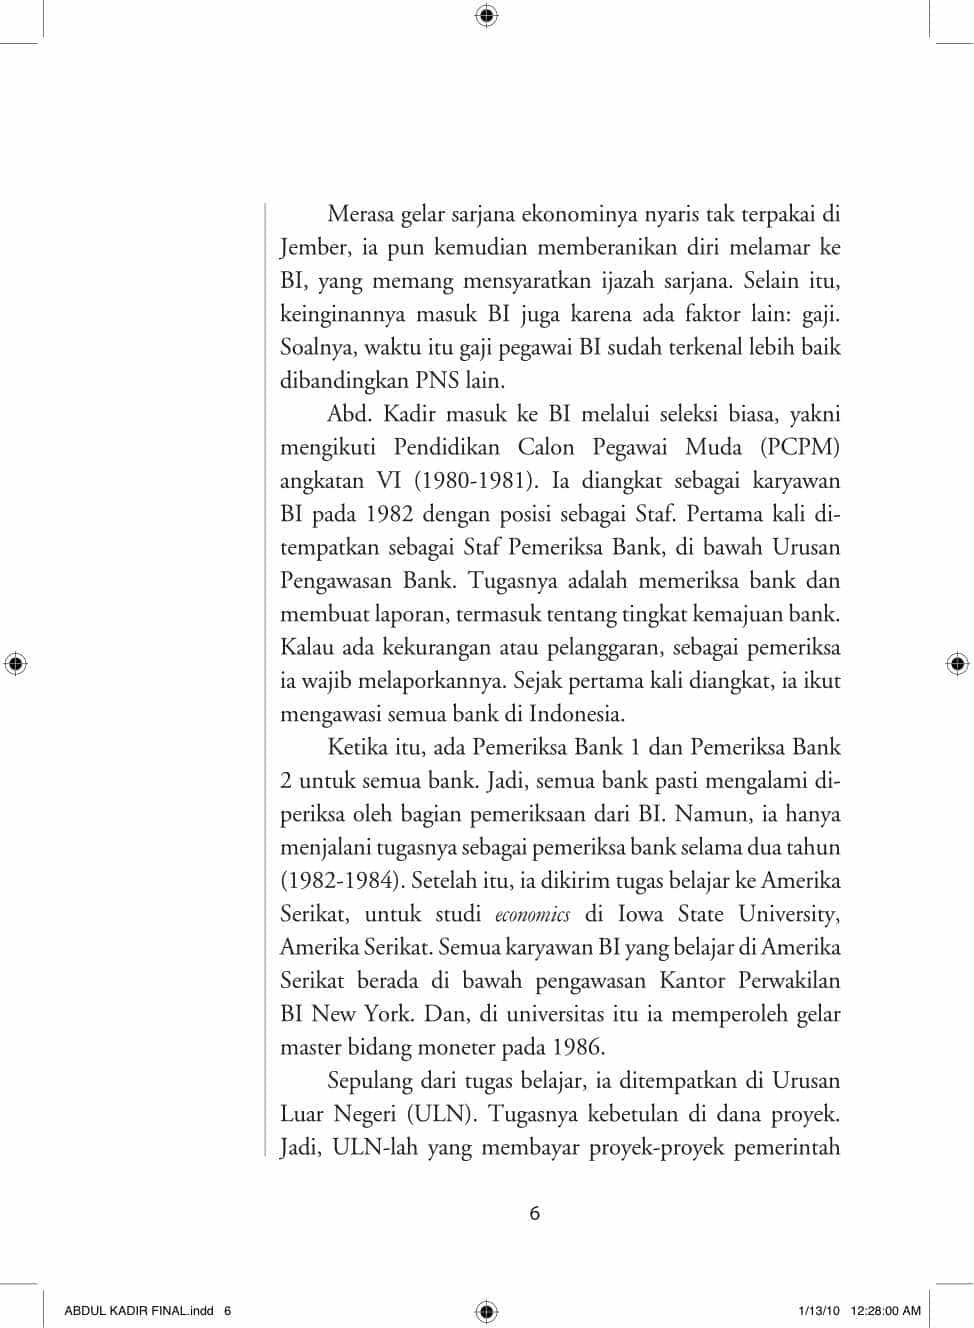 Merasa gelar sarjana ekonominya nyaris tak terpakai di
Jember, ia pun kemudian memberanikan diri melamar ke
BI, yang memang mensyaratkan ijazah sarjana. Selain itu,
keinginannya masuk BI juga karena ada faktor lain: gaji.
Soalnya, waktu itu gaji pegawai BI sudah terkenal lebih baik
dibandingkan PNS lain.
Abd. Kadir masuk ke BI melalui seleksi biasa, yakni
mengikuti Pendidikan Calon Pegawai Muda (PCPM)
angkatan VI (1980-1981). Ia diangkat sebagai karyawan
BI pada 1982 dengan posisi sebagai Staf. Pertama kali di-
tempatkan sebagai Staf Pemeriksa Bank, di bawah Urusan
Pengawasan Bank. Tugasnya adalah memeriksa bank dan
membuat laporan, termasuk tentang tingkat kemajuan bank.
Kalau ada kekurangan atau pelanggaran, sebagai pemeriksa
ia wajib melaporkannya. Sejak pertama kali diangkat, ia ikut
mengawasi semua bank di Indonesia.
Ketika itu, ada Pemeriksa Bank 1 dan Pemeriksa Bank
2 untuk semua bank. Jadi, semua bank pasti mengalami di-
periksa oleh bagian pemeriksaan dari BI. Namun, ia hanya
menjalani tugasnya sebagai pemeriksa bank selama dua tahun
(1982-1984). Setelah itu, ia dikirim tugas belajar ke Amerika
Serikat, untuk studi economics di Iowa State University,
Amerika Serikat. Semua karyawan BI yang belajar di Amerika
Serikat berada di bawah pengawasan Kantor Perwakilan
BI New York. Dan, di universitas itu ia memperoleh gelar
master bidang moneter pada 1986.
Sepulang dari tugas belajar, ia ditempatkan di Urusan
Luar Negeri (ULN). Tugasnya kebetulan di dana proyek.
Jadi, ULN-lah yang membayar proyek-proyek pemerintah
6
ABDUL KADIR FINAL.indd 6
1/13/10 12:28:00 AM